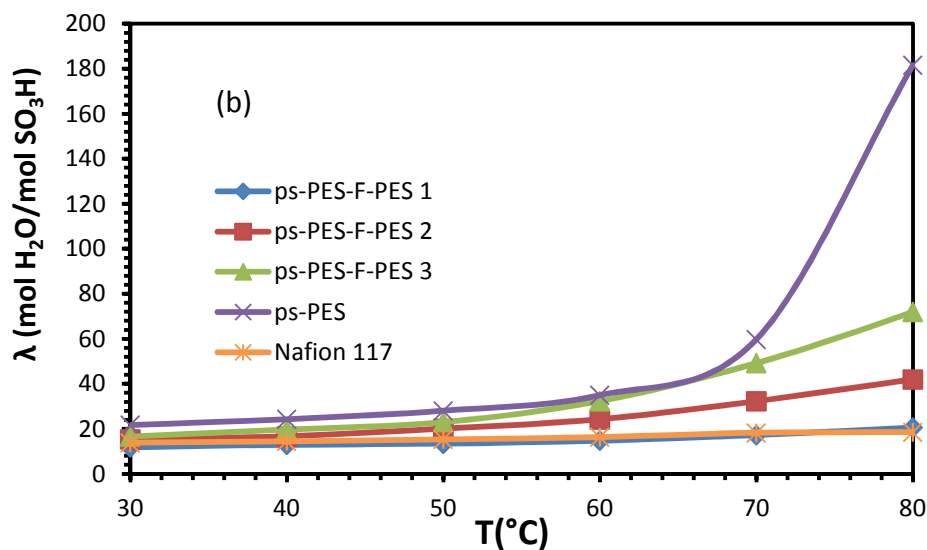 200
180
160
140
120
100
80
60
40
20
0
λ (mol H₂O/mol SO₃H)
(b)
ps-PES-F-PES 1
ps-PES-F-PES 2
ps-PES-F-PES 3
ps-PES
Nafion 117
30 40 50 60 70 80
T(°C)